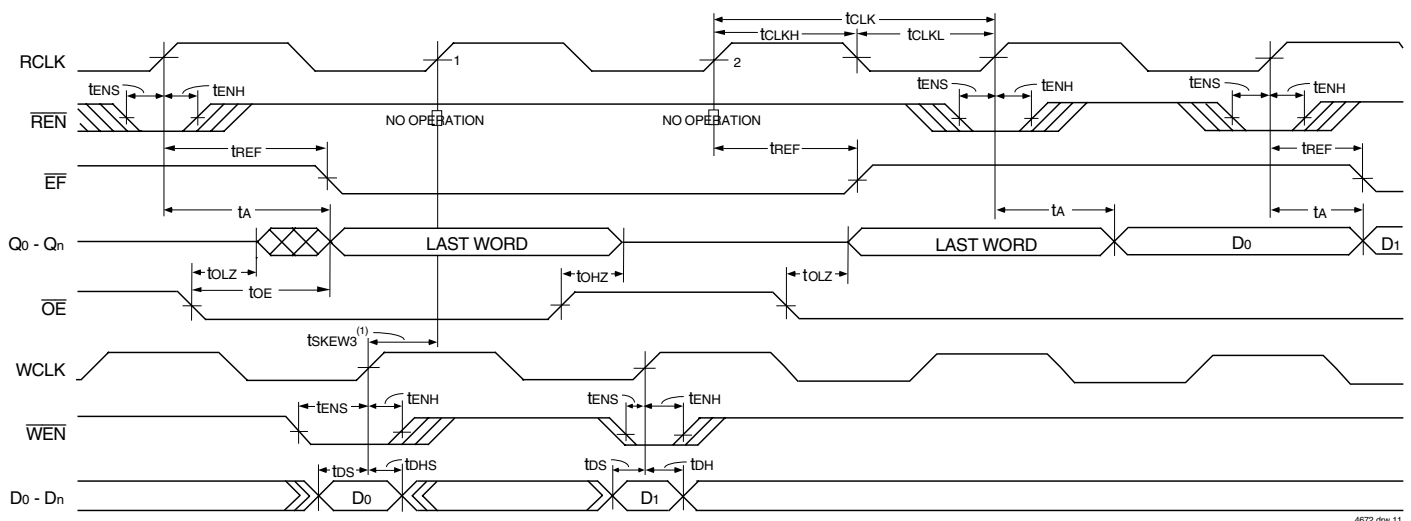 tCLK
tCLKH tCLKL
RCLK 1 2
tENS tENH tENS tENH tENS tENH
REN NO OPERATION NO OPERATION
tREF tREF tREF
EF
tA tA tA
Q0 - Qn LAST WORD LAST WORD D0 D1
tOLZ tOHZ tOLZ
tOE
OE
tSKEW3(1)
WCLK
tENS tENH tENS tENH
WEN
tDS tDHS tDS tDH
D0 - Dn D0 D1
4672 drw 11